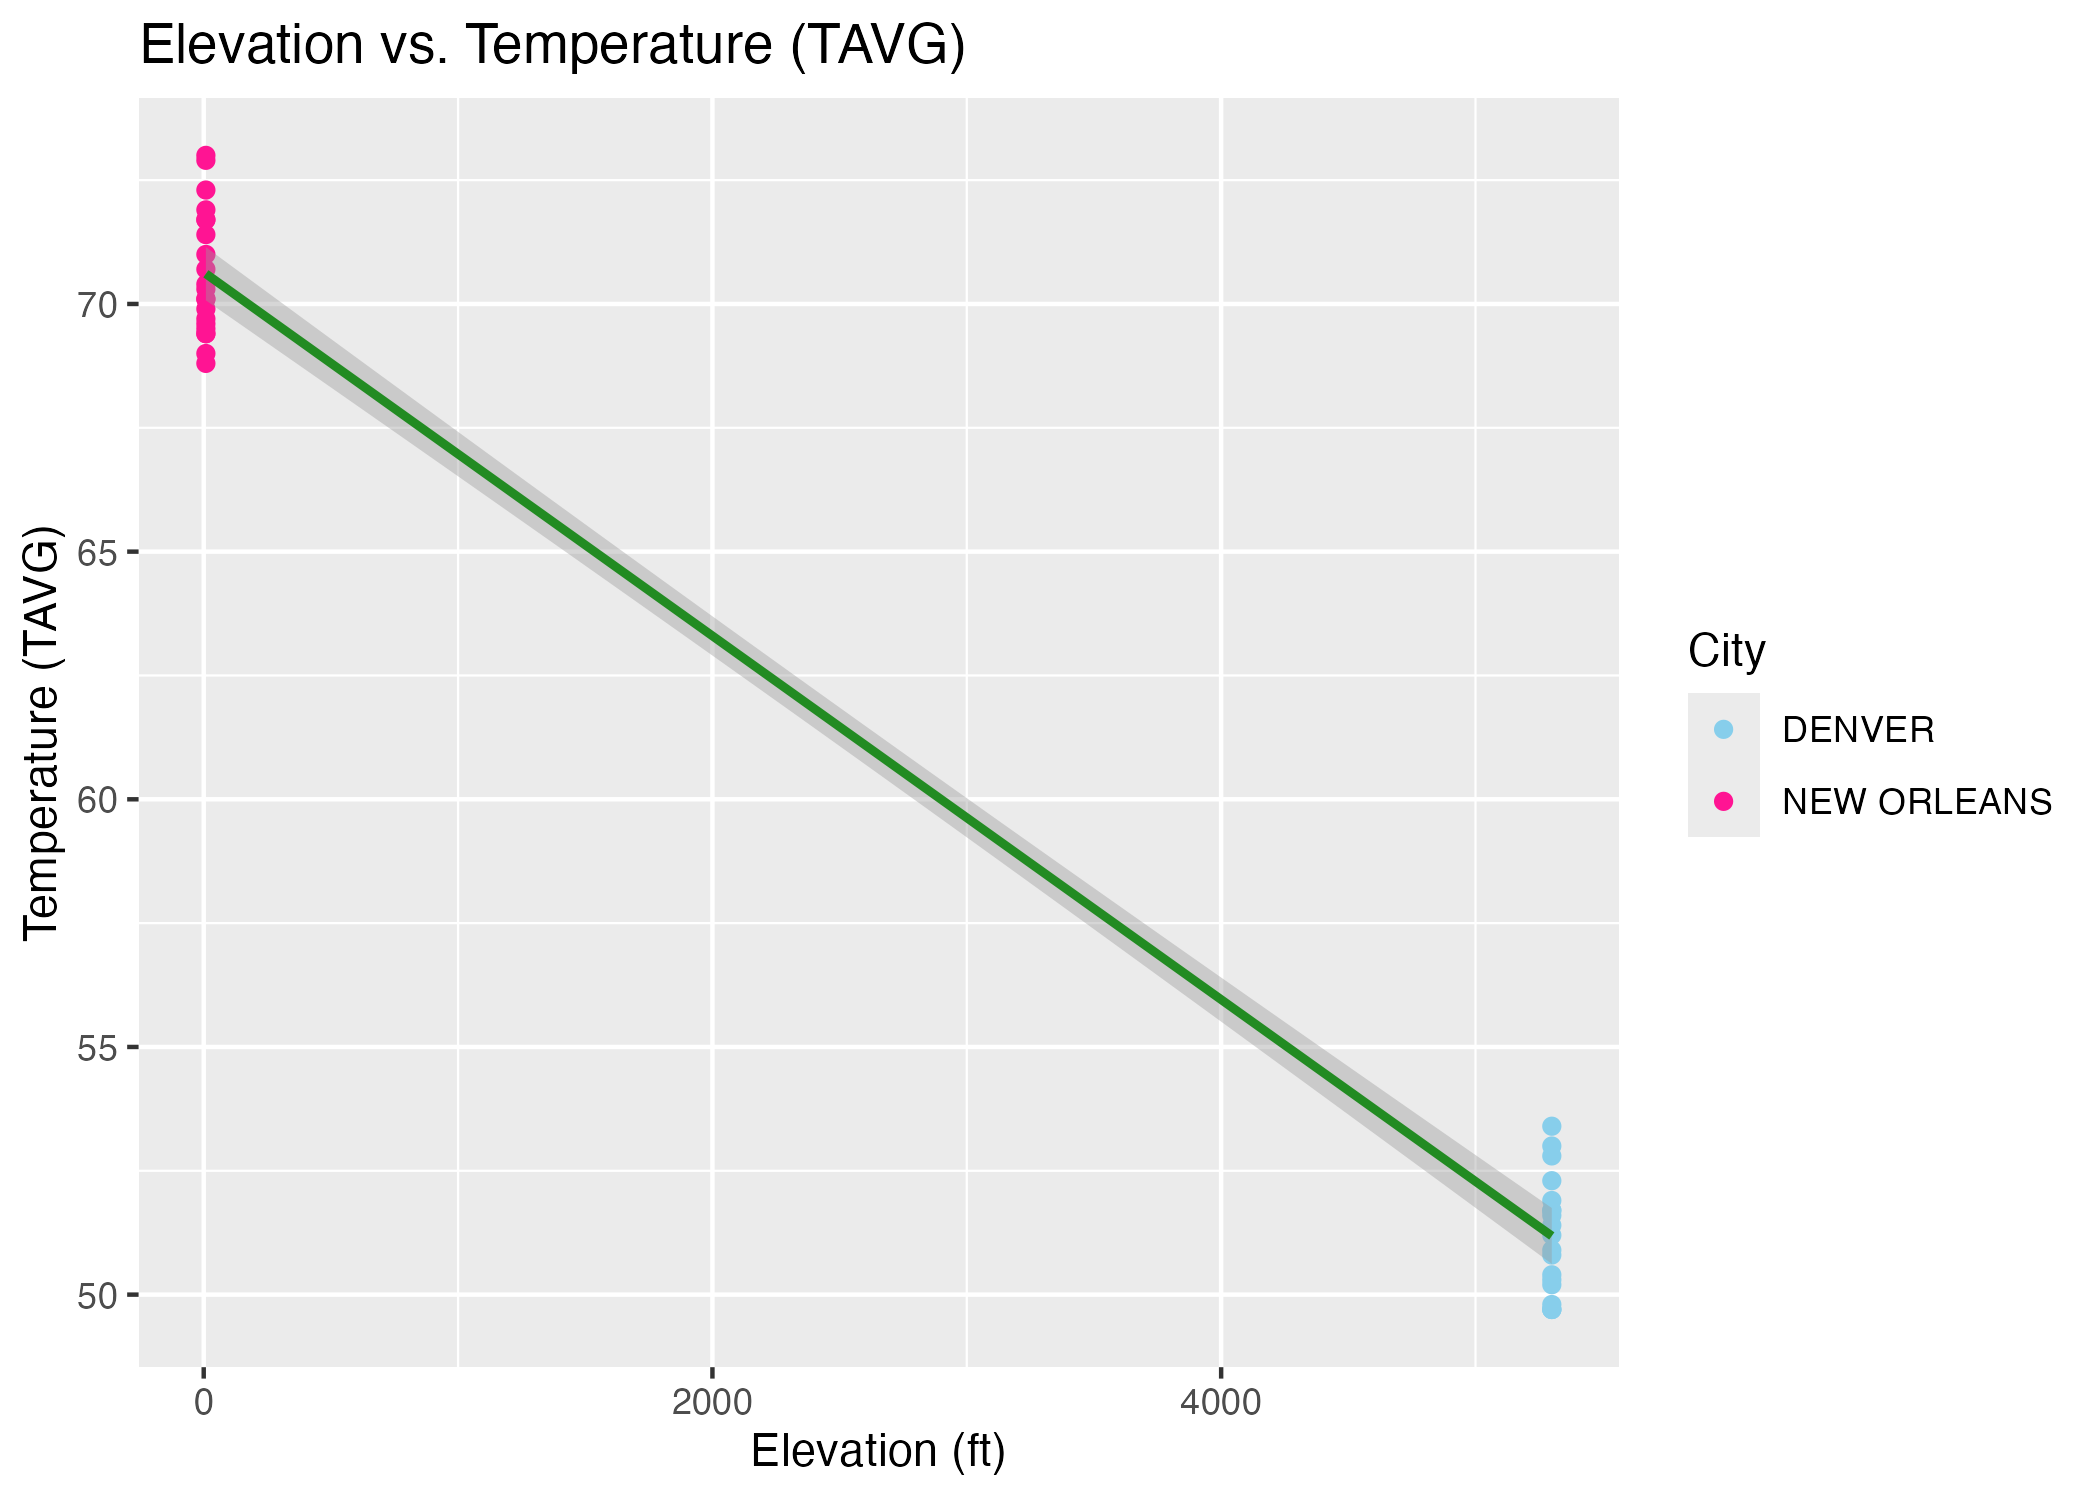 Elevation vs. Temperature (TAVG)
Temperature (TAVG)
70
65
60
55
50
0 2000 4000
Elevation (ft)
City
DENVER
NEW ORLEANS